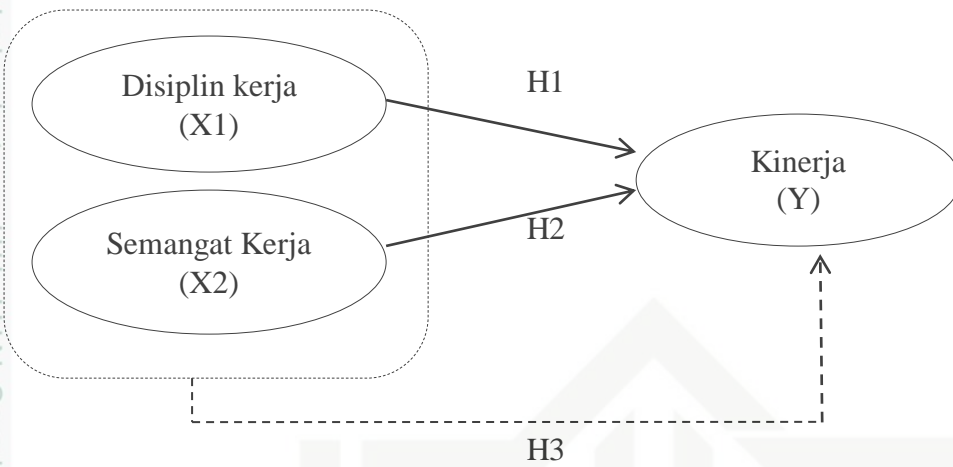 Disiplin kerja
(X1)
H1
Kinerja
(Y)
Semangat Kerja
(X2)
H2
H3